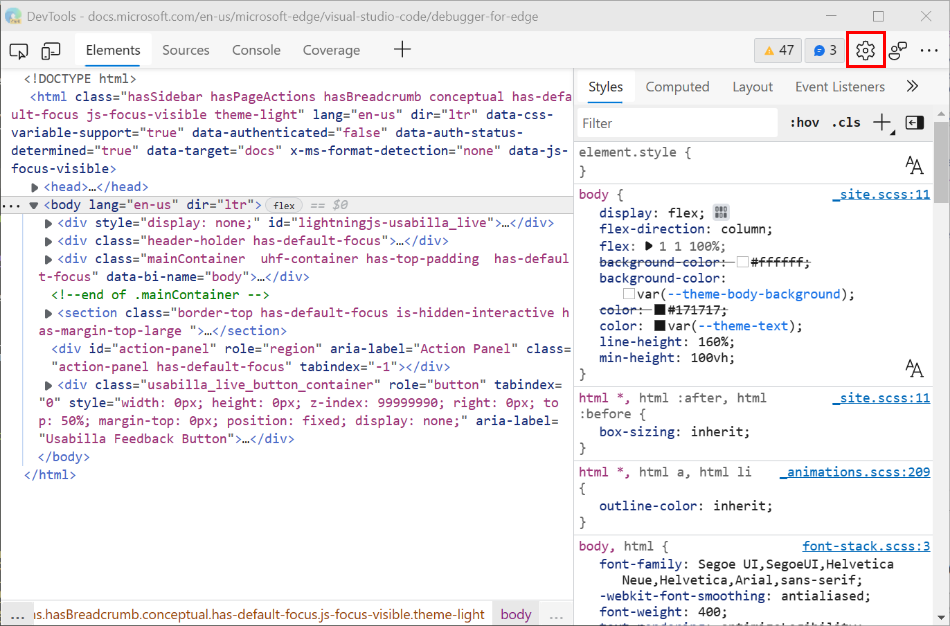 DevTools - docs.microsoft.com/en-us/microsoft-edge/visual-studio-code/debugger-for-edge
Elements Sources Console Coverage 47 3
<!DOCTYPE html>
<html class="hasSidebar hasPageActions hasBreadcrumb conceptual has-defa
ult-focus js-focus-visible theme-light" lang="en-us" dir="ltr" data-css-
variable-support="true" data-authenticated="false" data-auth-status-
determined="true" data-target="docs" x-ms-format-detection="none" data-js-
focus-visible>
<head>…</head>
<body lang="en-us" dir="ltr"> flex == $0
<div style="display: none;" id="lightningjs-usabilla_live">…</div>
<div class="header-holder has-default-focus">…</div>
<div class="mainContainer  uhf-container has-top-padding  has-defaul
t-focus" data-bi-name="body">…</div>
<!--end of .mainContainer -->
<section class="border-top has-default-focus is-hidden-interactive h
as-margin-top-large ">…</section>
<div id="action-panel" role="region" aria-label="Action Panel" class=
"action-panel has-default-focus" tabindex="-1"></div>
<div class="usabilla_live_button_container" role="button" tabindex=
"0" style="width: 0px; height: 0px; z-index: 99999990; right: 0px; to
p: 50%; margin-top: 0px; position: fixed; display: none;" aria-label=
"Usabilla Feedback Button">…</div>
</body>
</html>
... .hasBreadcrumb.conceptual.has-default-focus.js-focus-visible.theme-light body ...
Styles Computed Layout Event Listeners
Filter :hov .cls
element.style {
}
body { _site.scss:11
display: flex;
flex-direction: column;
flex: 1 1 100%;
background-color: #ffffff;
background-color:
var(--theme-body-background);
color: #171717;
color: var(--theme-text);
line-height: 160%;
min-height: 100vh;
}
html *, html :after, html _site.scss:11
:before {
box-sizing: inherit;
}
html *, html a, html li _animations.scss:209
{
outline-color: inherit;
}
body, html { font-stack.scss:3
font-family: Segoe UI,SegoeUI,Helvetica
Neue,Helvetica,Arial,sans-serif;
-webkit-font-smoothing: antialiased;
font-weight: 400;
text-rendering: optimizeLegibility;